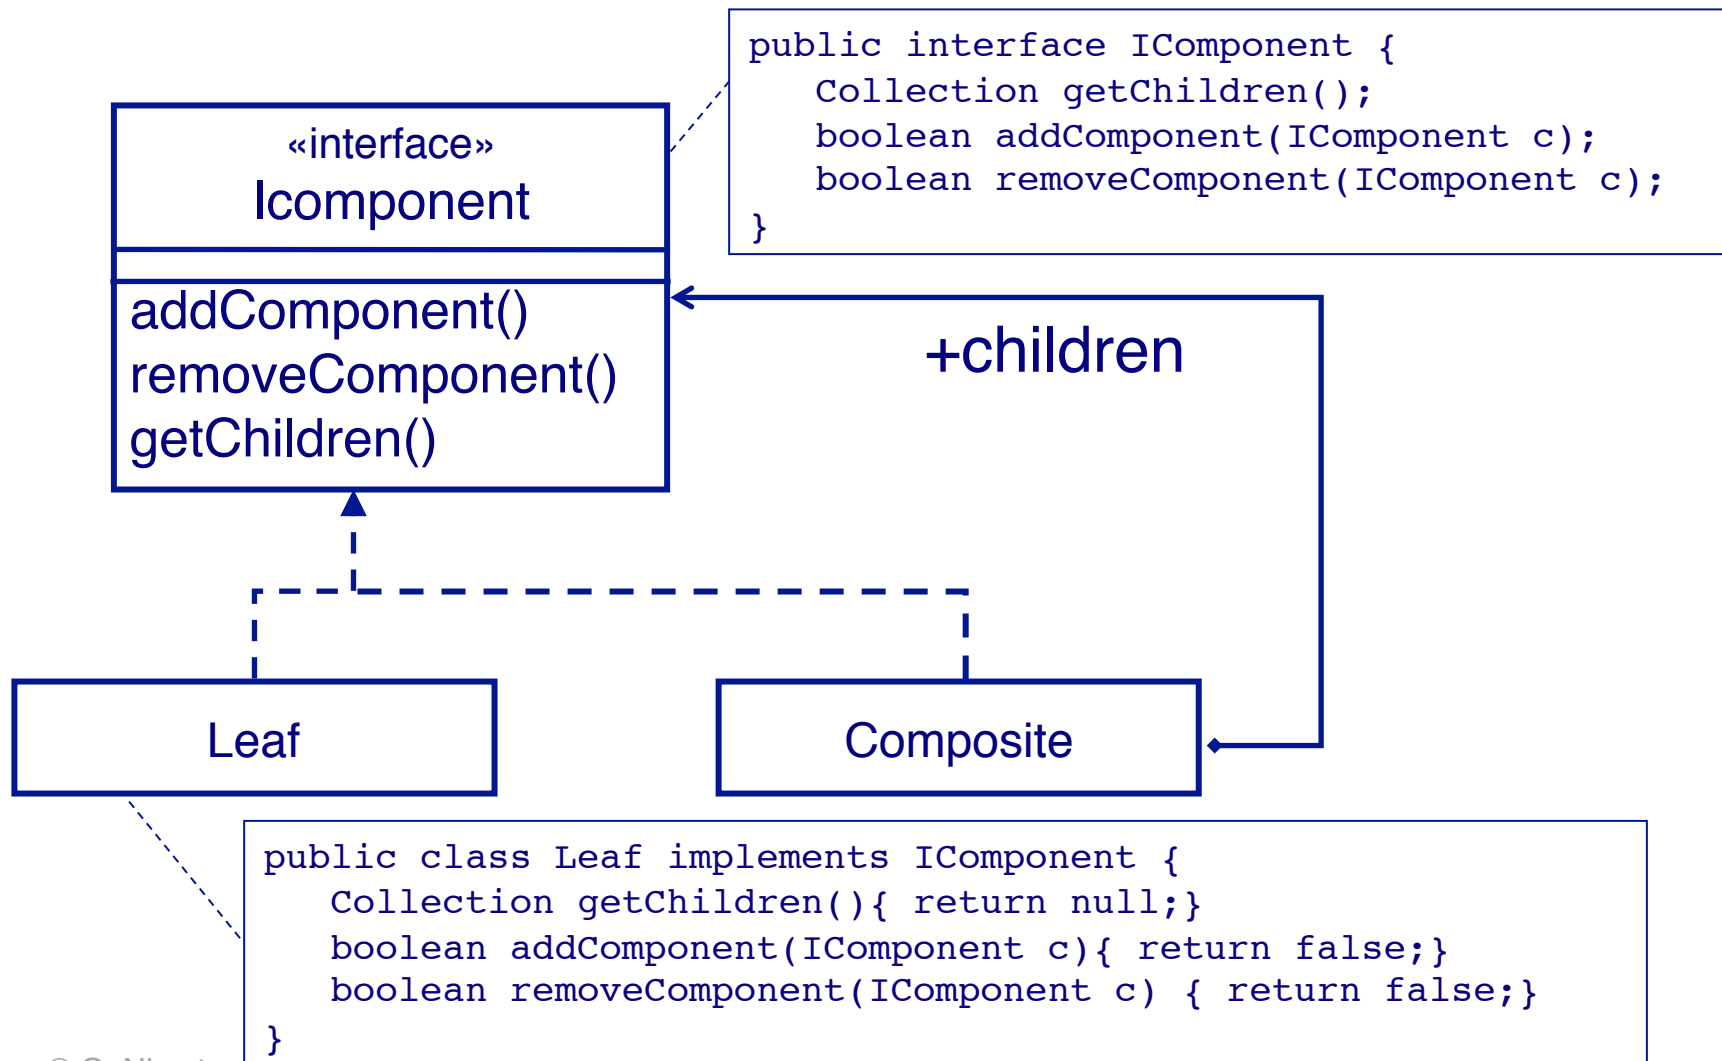 public interface IComponent {
Collection getChildren();
boolean addComponent(IComponent c);
boolean removeComponent(IComponent c);
}
«interface»
Icomponent
addComponent()
removeComponent()
getChildren()
+children
Leaf
Composite
public class Leaf implements IComponent {
Collection getChildren(){ return null;}
boolean addComponent(IComponent c){ return false;}
boolean removeComponent(IComponent c) { return false;}
}